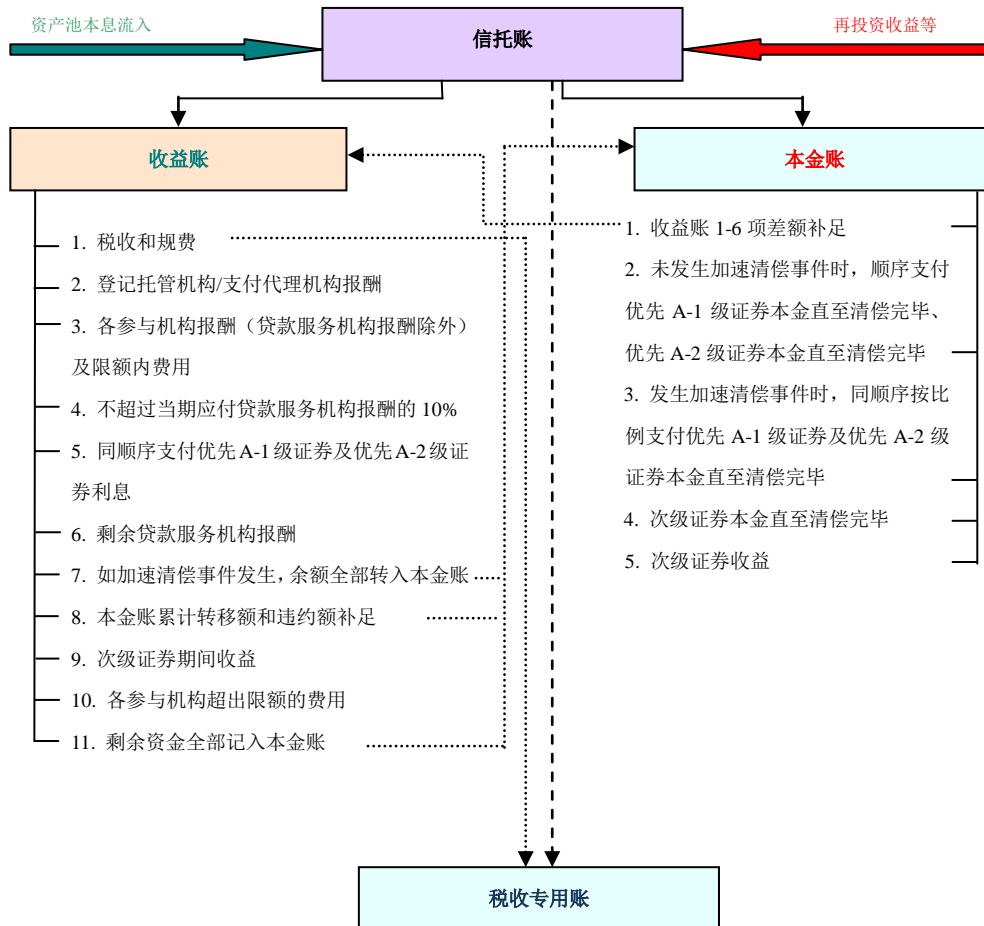 资产池本息流入
信托账
再投资收益等
收益账
本金账
1. 税收和规费
2. 登记托管机构/支付代理机构报酬
3. 各参与机构报酬（贷款服务机构报酬除外）
及限额内费用
4. 不超过当期应付贷款服务机构报酬的 10%
5. 同顺序支付优先 A-1 级证券及优先 A-2 级证
券利息
6. 剩余贷款服务机构报酬
7. 如加速清偿事件发生，余额全部转入本金账
8. 本金账累计转移额和违约额补足
9. 次级证券期间收益
10. 各参与机构超出限额的费用
11. 剩余资金全部记入本金账
1. 收益账 1-6 项差额补足
2. 未发生加速清偿事件时，顺序支付
优先 A-1 级证券本金直至清偿完毕、
优先 A-2 级证券本金直至清偿完毕
3. 发生加速清偿事件时，同顺序按比
例支付优先 A-1 级证券及优先 A-2 级
证券本金直至清偿完毕
4. 次级证券本金直至清偿完毕
5. 次级证券收益
税收专用账